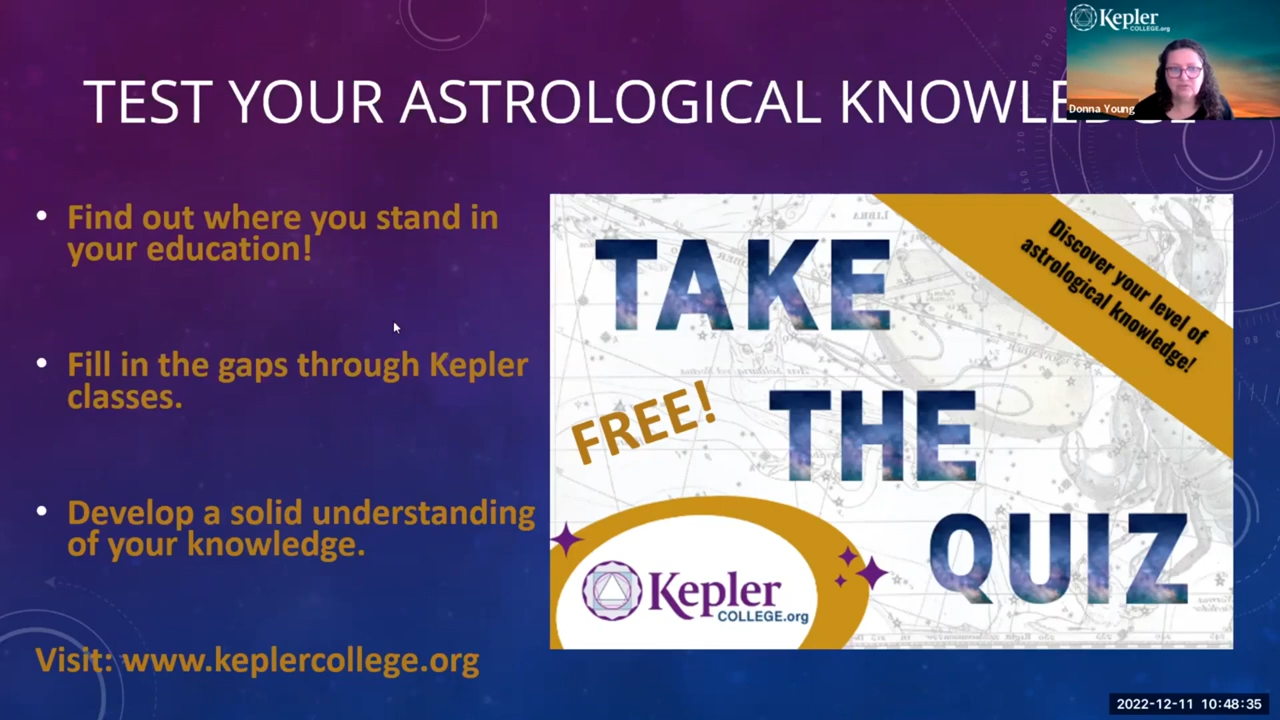 Kepler
COLLEGE.org
Donna Young
TEST YOUR ASTROLOGICAL
• Find out where you stand in
your education!
• Fill in the gaps through Kepler
classes.
• Develop a solid understanding
of your knowledge.
Visit: www.keplercollege.org
Discover your level of
astrological knowledge!
TAKE
FREE!
THE
QUIZ
Kepler
COLLEGE.org
2022-12-11 10:48:35